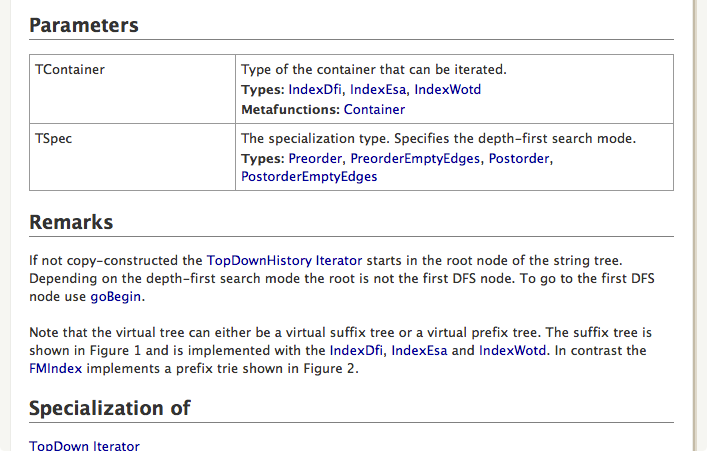 Parameters
TContainer
Type of the container that can be iterated.
Types: IndexDfi, IndexEsa, IndexWotd
Metafunctions: Container
TSpec
The specialization type. Specifies the depth-first search mode.
Types: Preorder, PreorderEmptyEdges, Postorder,
PostorderEmptyEdges
Remarks
If not copy-constructed the TopDownHistory Iterator starts in the root node of the string tree.
Depending on the depth-first search mode the root is not the first DFS node. To go to the first DFS
node use goBegin.
Note that the virtual tree can either be a virtual suffix tree or a virtual prefix tree. The suffix tree is
shown in Figure 1 and is implemented with the IndexDfi, IndexEsa and IndexWotd. In contrast the
FMIndex implements a prefix trie shown in Figure 2.
Specialization of
TopDown Iterator